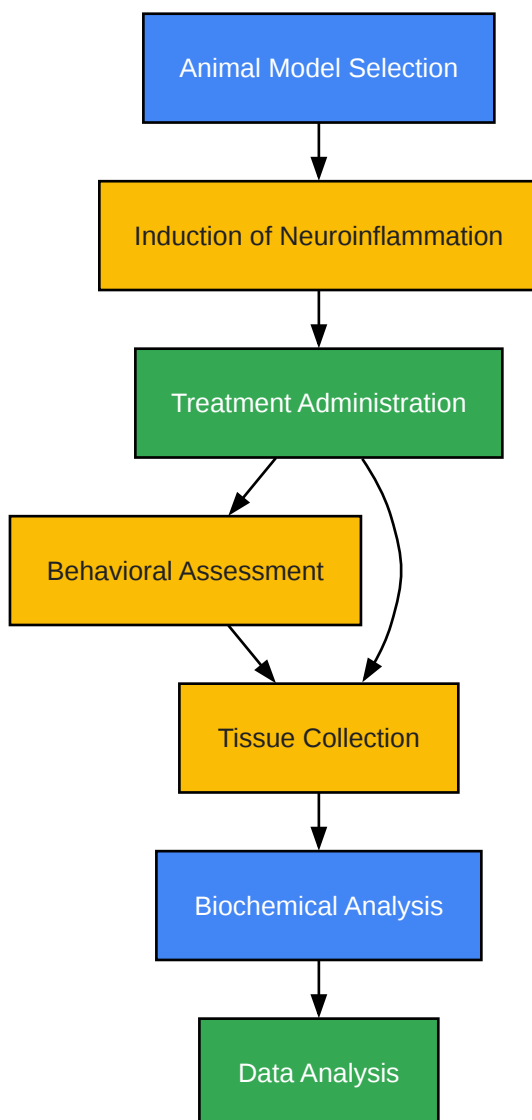 Animal Model Selection
Induction of Neuroinflammation
Treatment Administration
Behavioral Assessment
Tissue Collection
Biochemical Analysis
Data Analysis